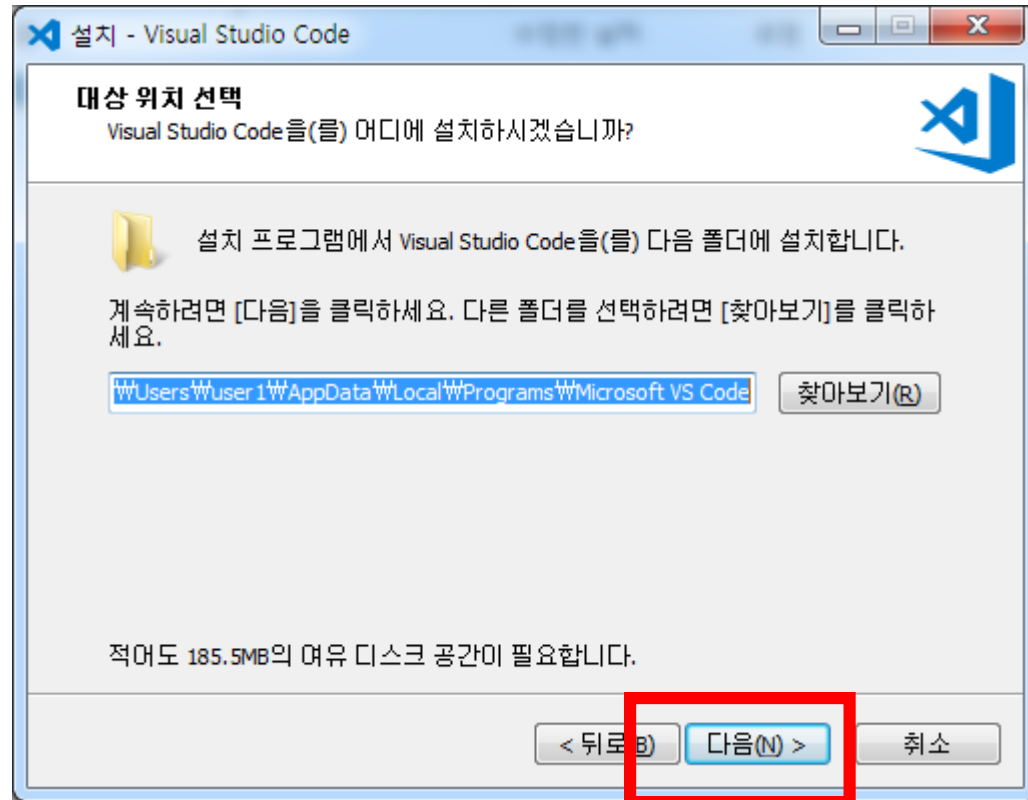 설치 - Visual Studio Code
대상 위치 선택
Visual Studio Code을(를) 어디에 설치하시겠습니까?
설치 프로그램에서 Visual Studio Code을(를) 다음 폴더에 설치합니다.
계속하려면 [다음]을 클릭하세요. 다른 폴더를 선택하려면 [찾아보기]를 클릭하
세요.
₩Users₩user1₩AppData₩Local₩Programs₩Microsoft VS Code
찾아보기(R)
적어도 185.5MB의 여유 디스크 공간이 필요합니다.
< 뒤로(B)
다음(N) >
취소